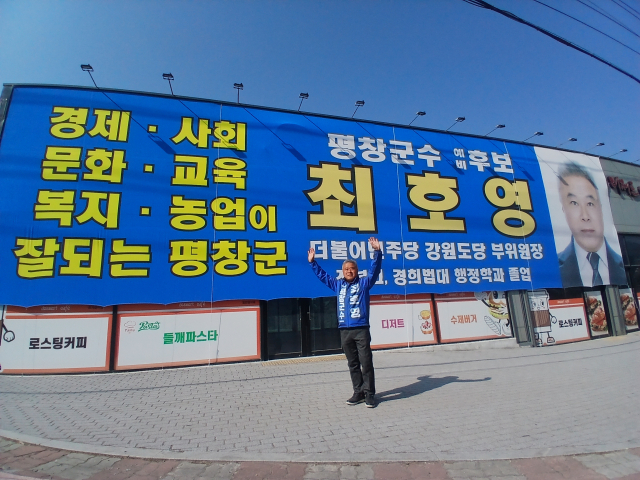 경제 · 사회
문화 · 교육
복지 · 농업이
잘되는 평창군
평창군수 예비 후보
최호영
더불어민주당 강원도당 부위원장
경희법대 행정학과 졸업
로스팅커피
들깨파스타
디저트
수제버거
로스팅커피